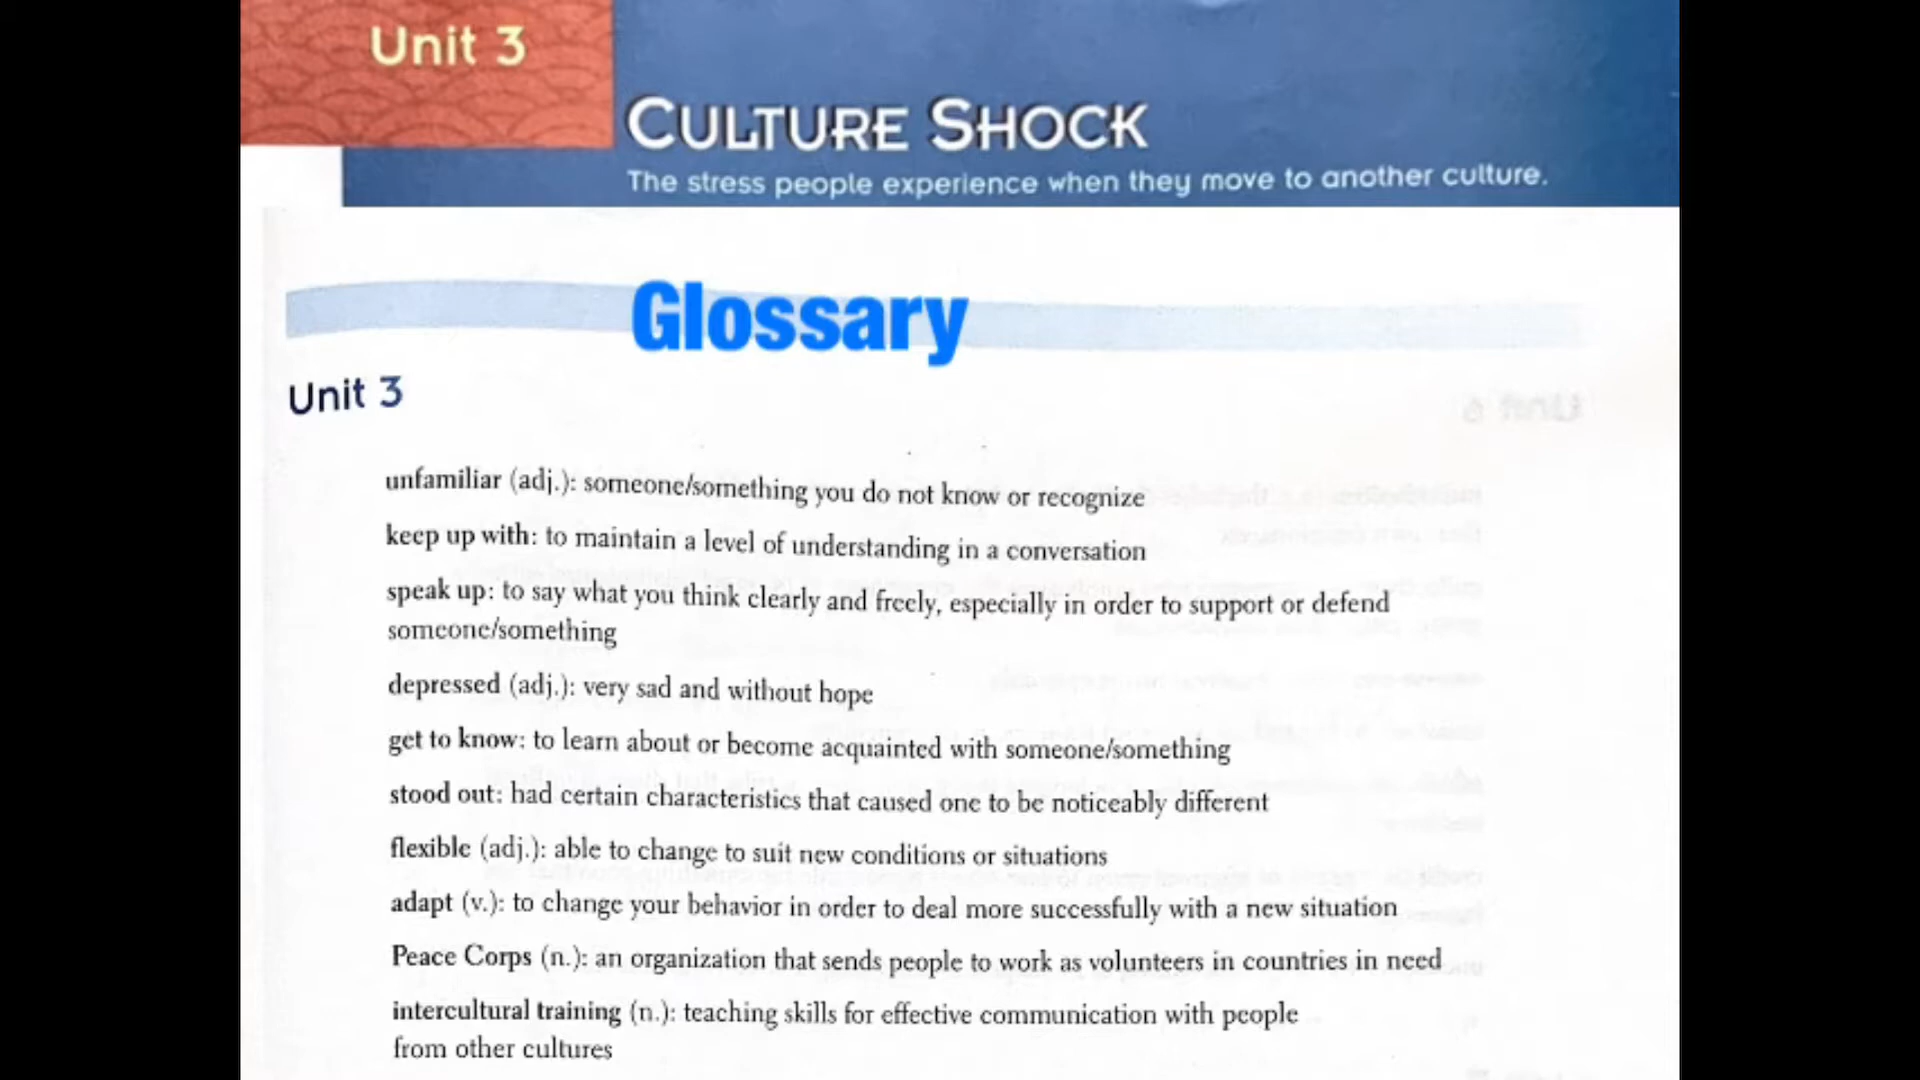 Unit 3
CULTURE SHOCK
The stress people experience when they move to another culture.
Glossary
Unit 3
unfamiliar (adj.): someone/something you do not know or recognize
keep up with: to maintain a level of understanding in a conversation
speak up: to say what you think clearly and freely, especially in order to support or defend
someone/something
depressed (adj.): very sad and without hope
get to know: to learn about or become acquainted with someone/something
stood out: had certain characteristics that caused one to be noticeably different
flexible (adj.): able to change to suit new conditions or situations
adapt (v.): to change your behavior in order to deal more successfully with a new situation
Peace Corps (n.): an organization that sends people to work as volunteers in countries in need
intercultural training (n.): teaching skills for effective communication with people
from other cultures